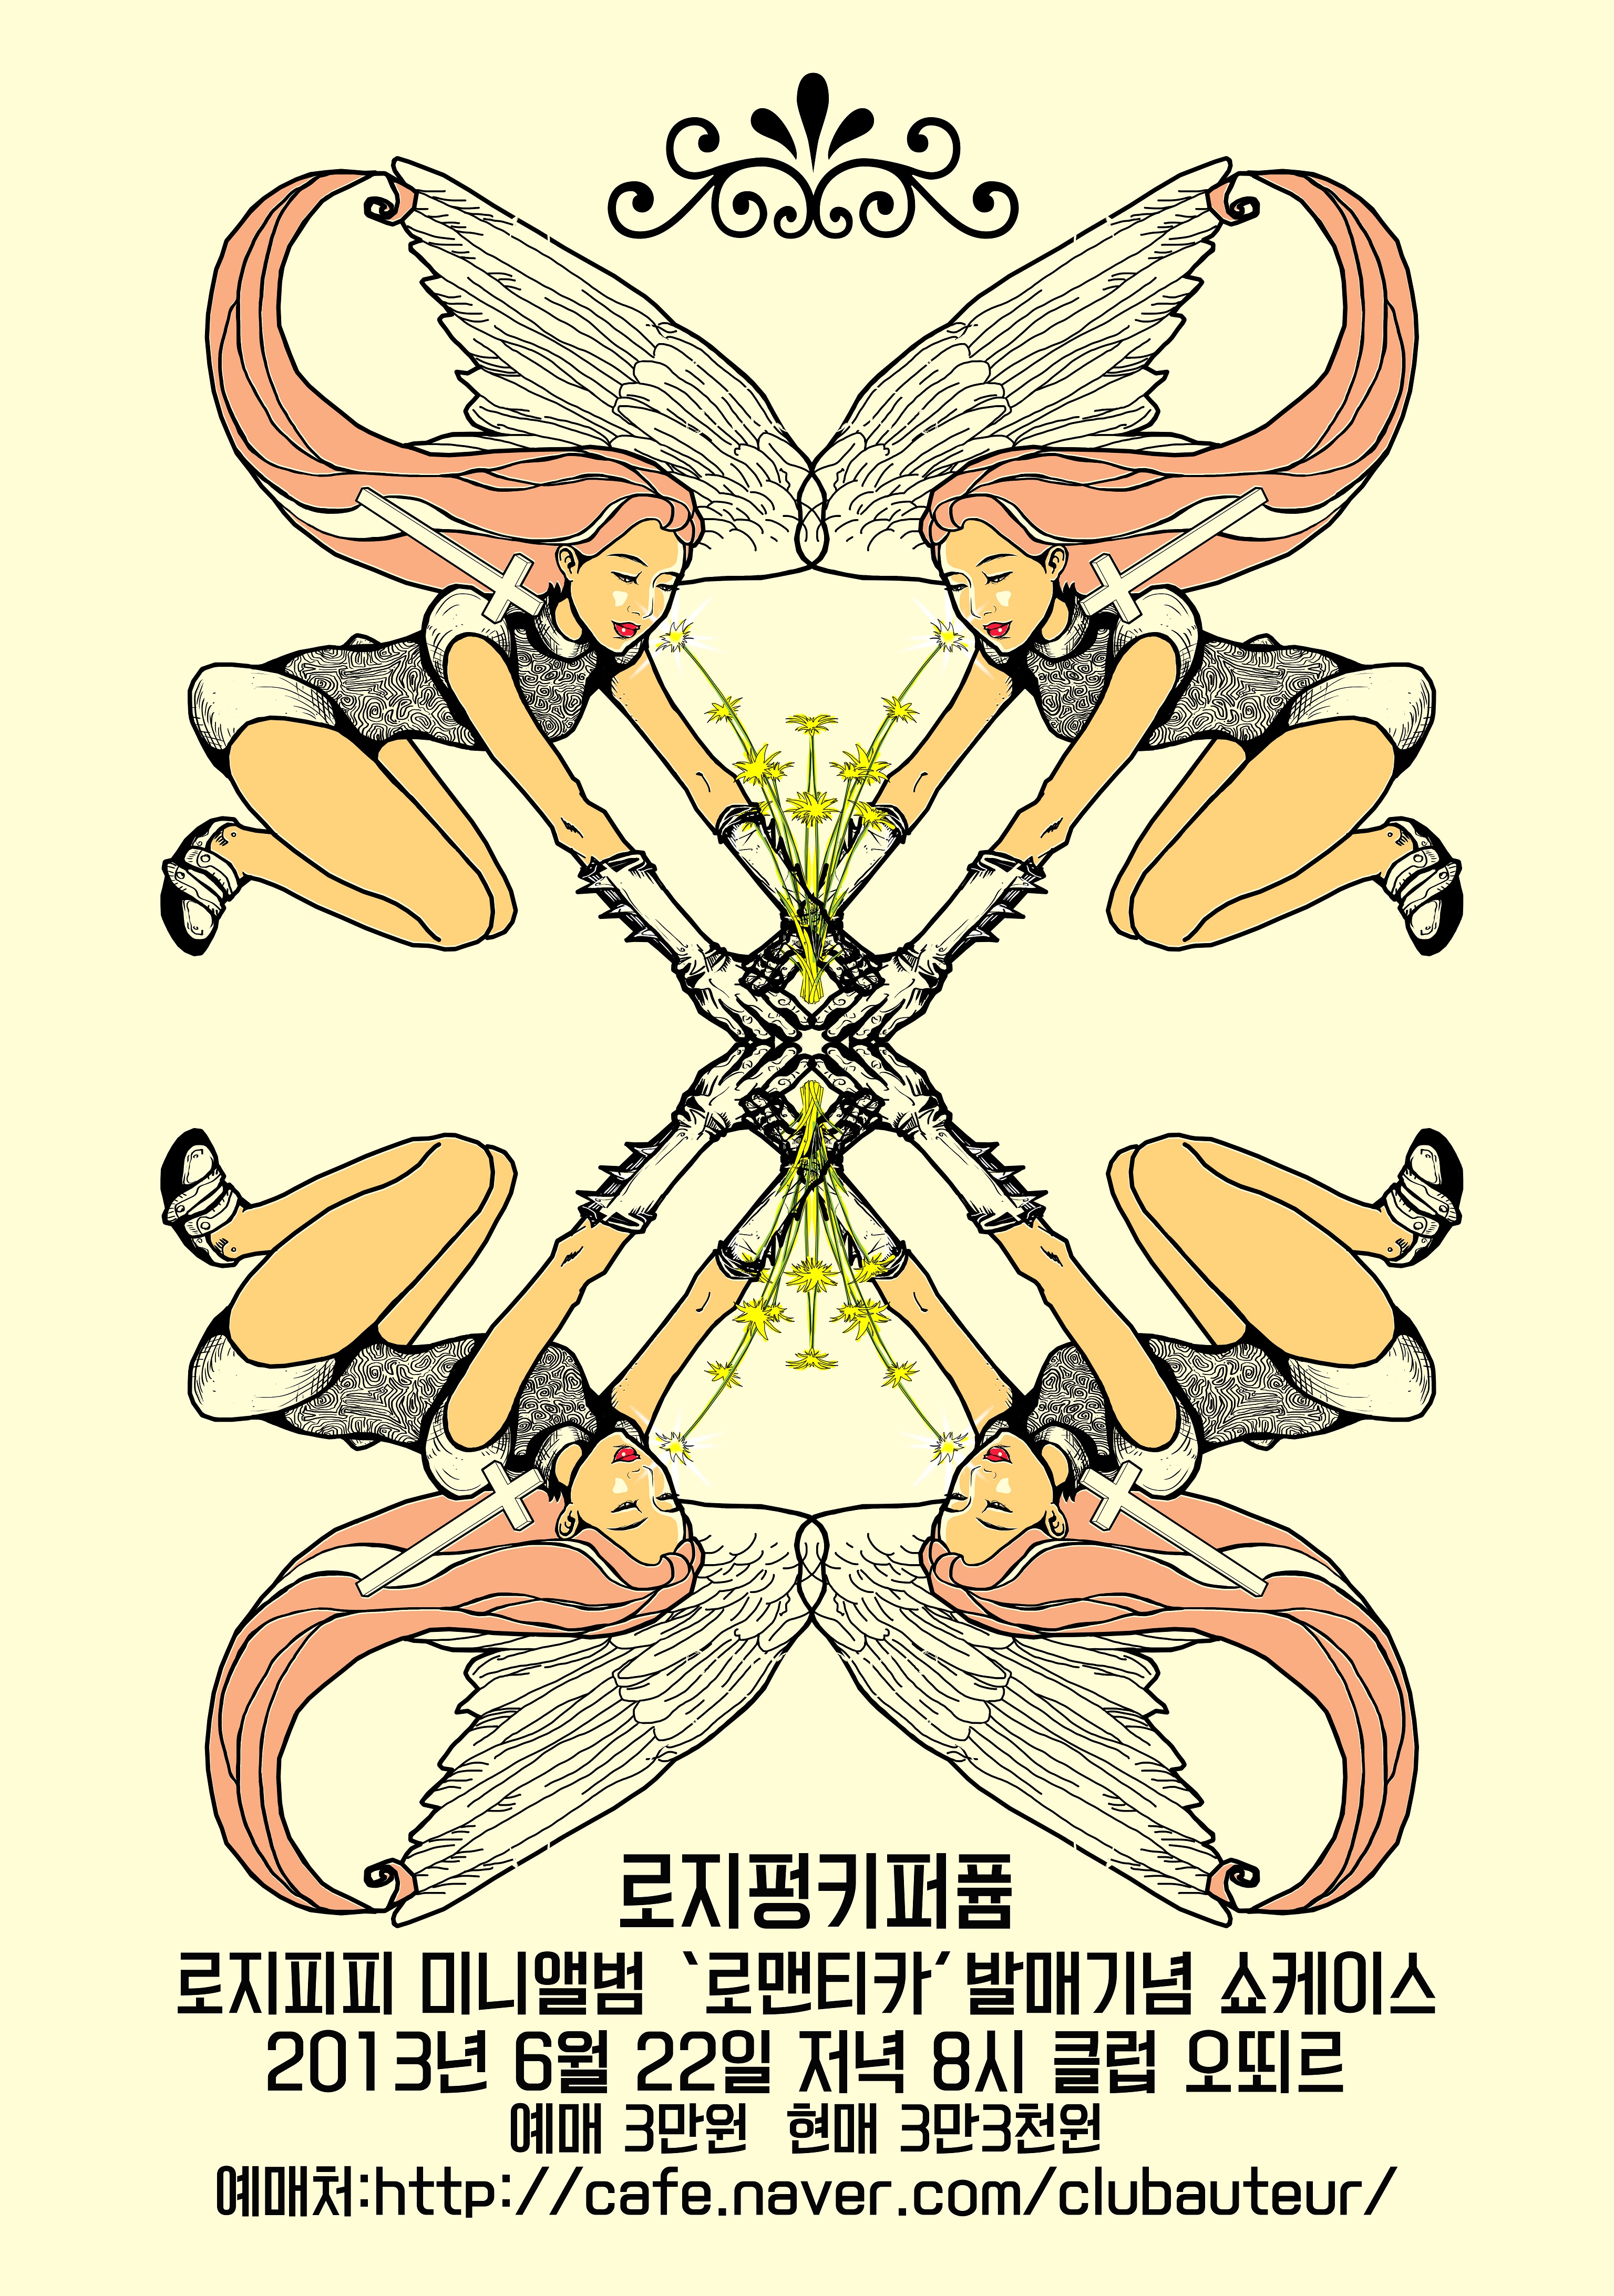 로지펑키퍼퓸
로지피피 미니앨범 ‵로맨티카′ 발매기념 쇼케이스
2013년 6월 22일 저녁 8시 클럽 오뙤르
예매 3만원 현매 3만3천원
예매처:http://cafe.naver.com/clubauteur/